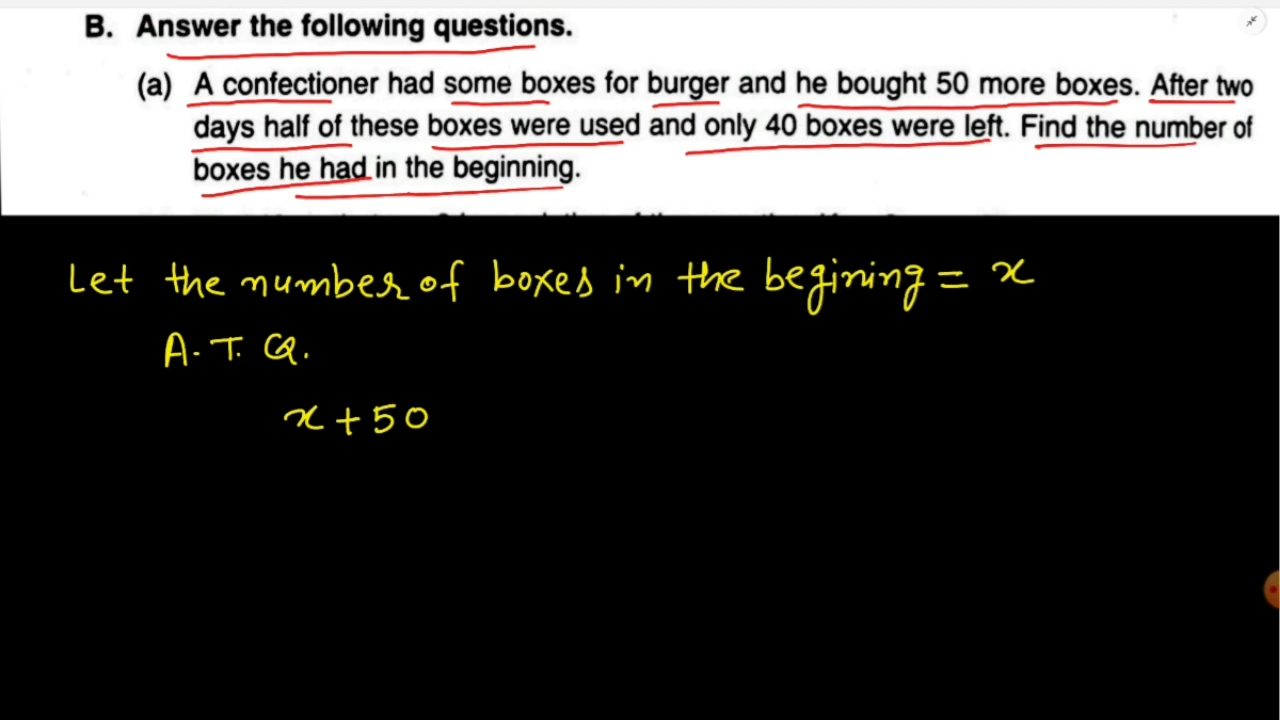 B. Answer the following questions.
(a) A confectioner had some boxes for burger and he bought 50 more boxes. After two
days half of these boxes were used and only 40 boxes were left. Find the number of
boxes he had in the beginning.
Let the number of boxes in the begining = x
A.T. Q.
x + 50